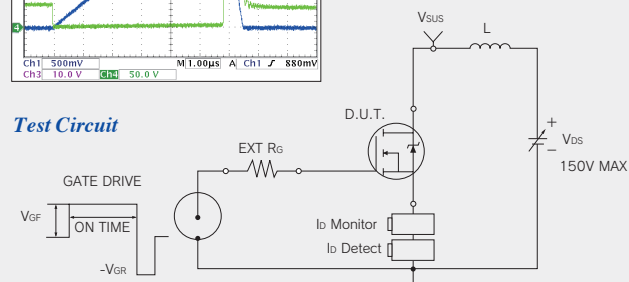 4
Ch1 500mV M 1.00µs A Ch1 ∫ 880mV
Ch3 10.0 V Ch4 50.0 V
VSUS
L
Test Circuit
D.U.T.
EXT RG
+
VDS
−
150V MAX
GATE DRIVE
VGF
ON TIME
ID Monitor
ID Detect
-VGR